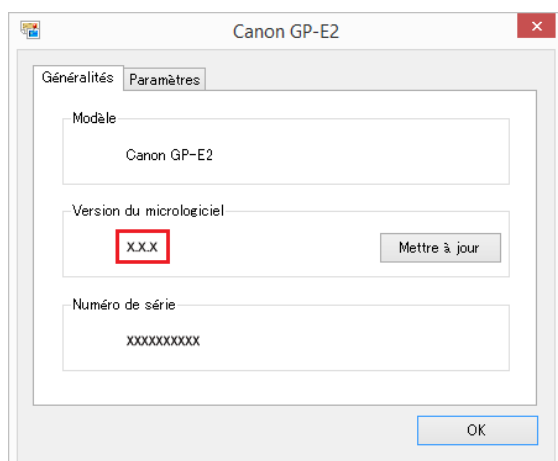 Canon GP-E2
Généralités Paramètres
Modèle
Canon GP-E2
Version du micrologiciel
X.X.X Mettre à jour
Numéro de série
XXXXXXXXXX
OK